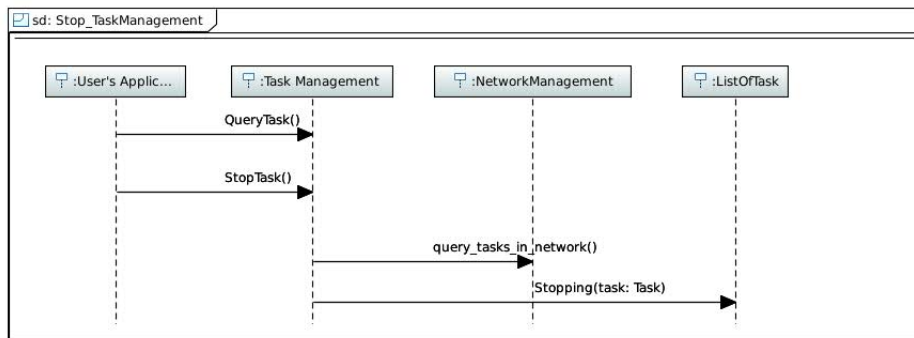 sd: Stop_TaskManagement
:User's Applic...
:Task Management
:NetworkManagement
:ListOfTask
QueryTask()
StopTask()
query_tasks_in_network()
Stopping(task: Task)